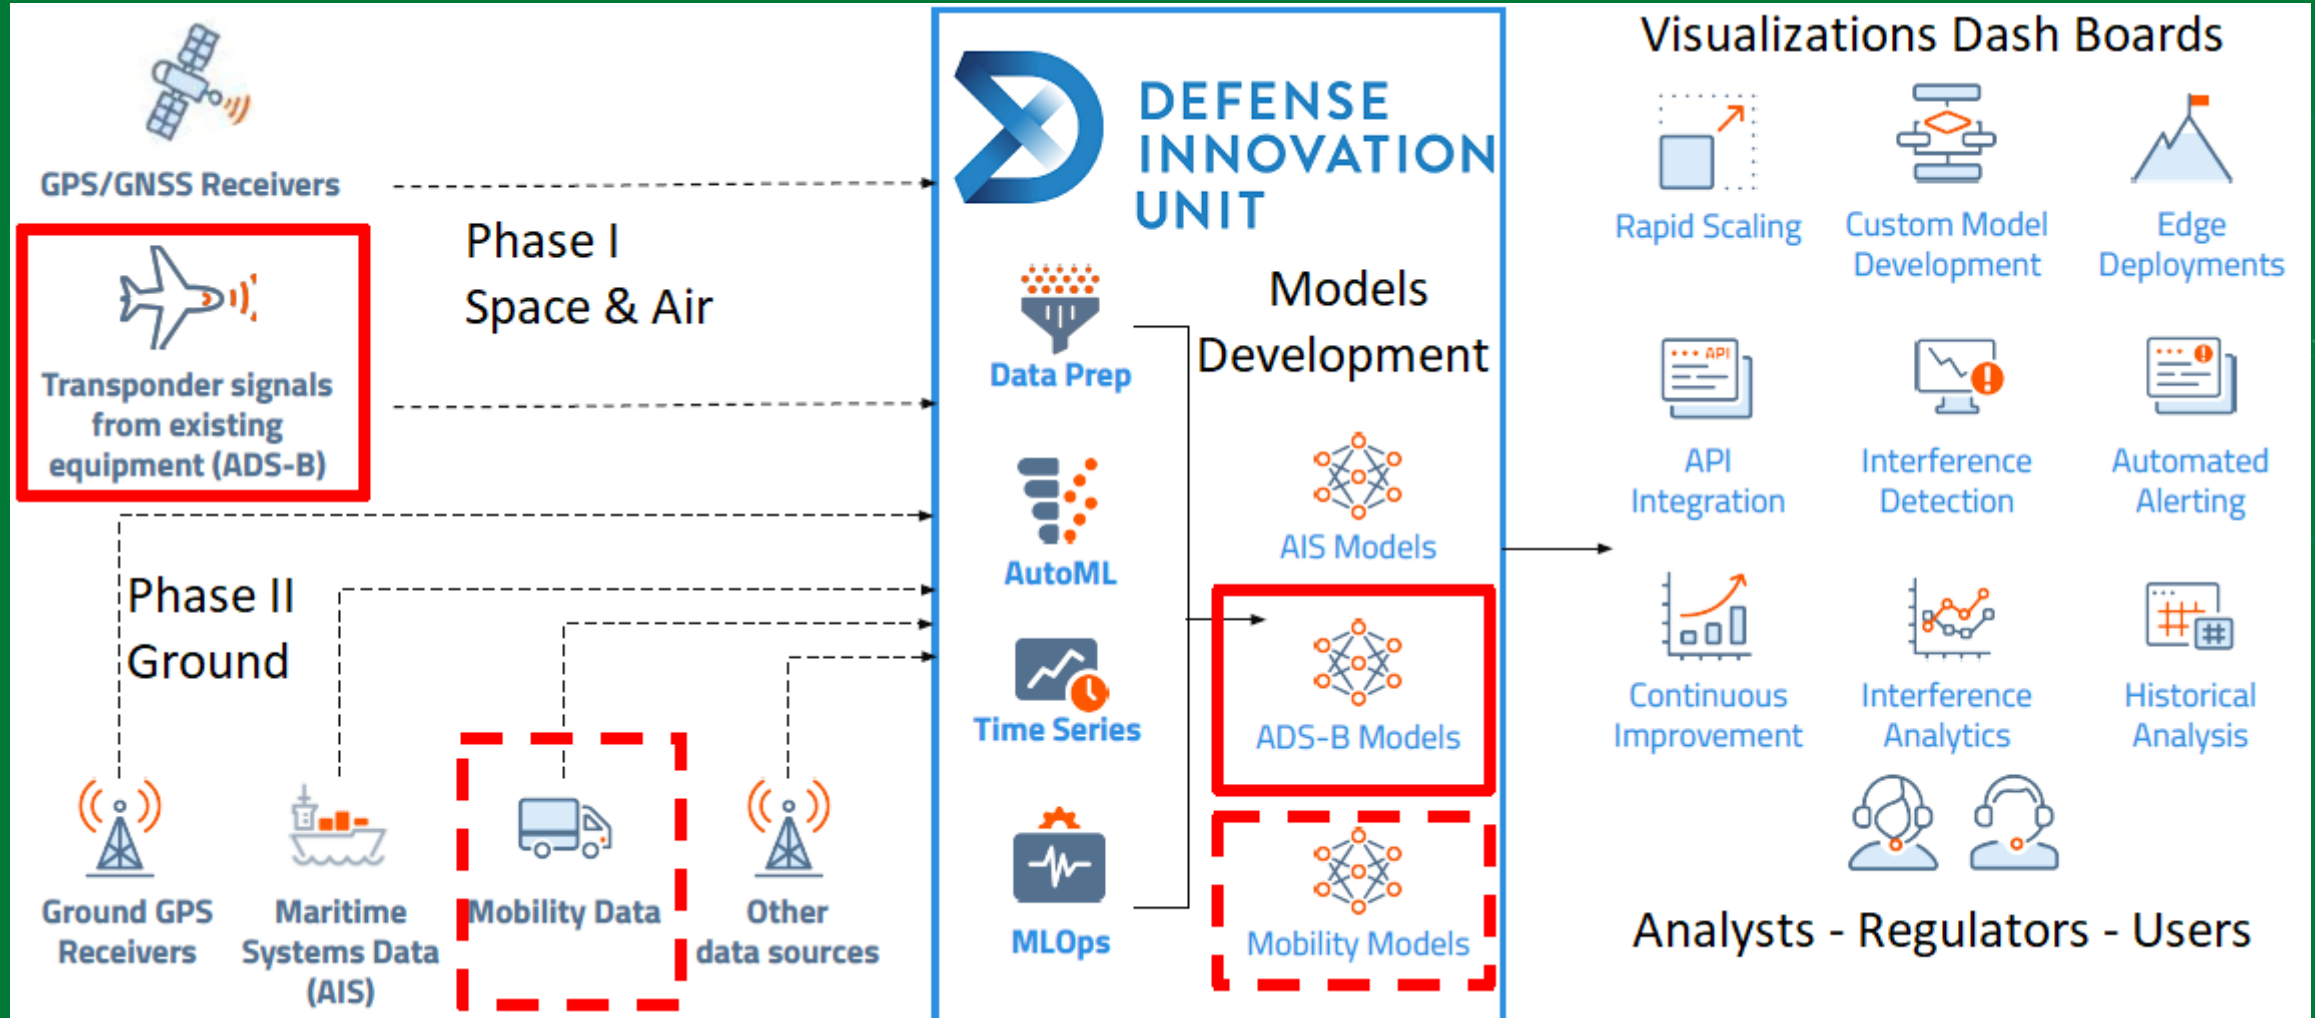 GPS/GNSS Receivers
Transponder signals
from existing
equipment (ADS-B)
Phase I
Space & Air
Phase II
Ground
Ground GPS
Receivers
Maritime
Systems Data
(AIS)
Mobility Data
Other
data sources
DEFENSE
INNOVATION
UNIT
Data Prep
AutoML
Time Series
MLOps
Models
Development
AIS Models
ADS-B Models
Mobility Models
Visualizations Dash Boards
Rapid Scaling
Custom Model
Development
Edge
Deployments
API
API
Integration
Interference
Detection
Automated
Alerting
Continuous
Improvement
Interference
Analytics
Historical
Analysis
Analysts - Regulators - Users